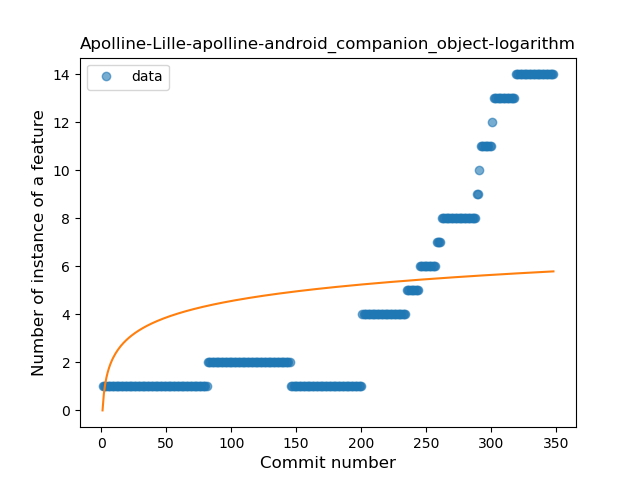 Apolline-Lille-apolline-android_companion_object-logarithm
data
Number of instance of a feature
14
12
10
8
6
4
2
0
0 50 100 150 200 250 300 350
Commit number